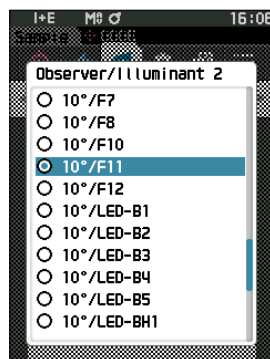 I+E M0 ♂ 16:06
Sample
Observer/Illuminant 2
10°/F7
10°/F8
10°/F10
10°/F11
10°/F12
10°/LED-B1
10°/LED-B2
10°/LED-B3
10°/LED-B4
10°/LED-B5
10°/LED-BH1